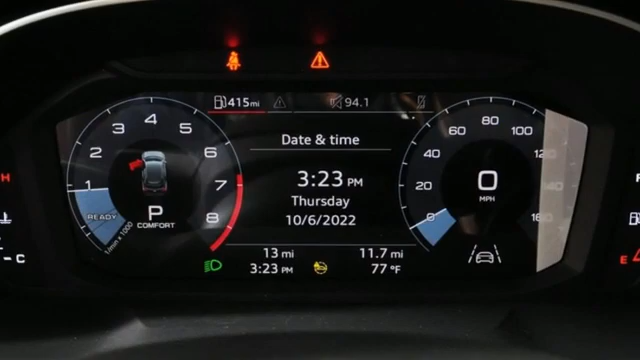 415mi
94.1
Date & time
3:23 PM
Thursday
10/6/2022
13 mi
11.7 mi
3:23 PM
77 °F
1
2
3
4
5
6
7
8
READY
1/min x 1000
P
COMFORT
0
20
40
60
80
100
0
MPH
H
C
E